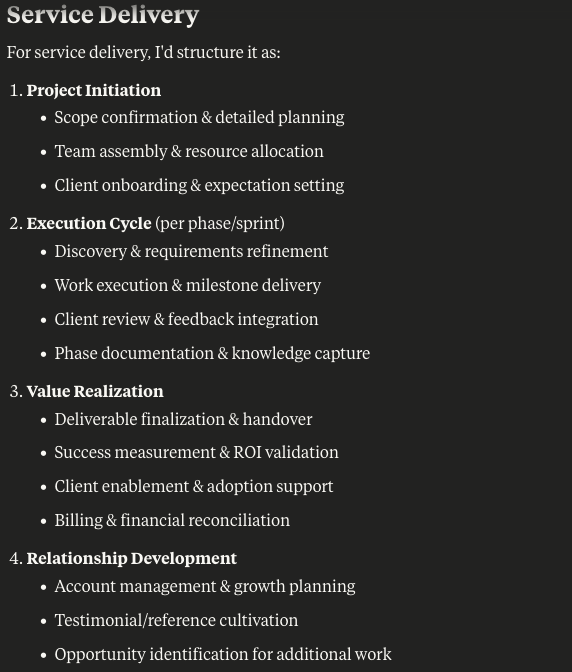 Service Delivery
For service delivery, I'd structure it as:
1. Project Initiation
• Scope confirmation & detailed planning
• Team assembly & resource allocation
• Client onboarding & expectation setting
2. Execution Cycle (per phase/sprint)
• Discovery & requirements refinement
• Work execution & milestone delivery
• Client review & feedback integration
• Phase documentation & knowledge capture
3. Value Realization
• Deliverable finalization & handover
• Success measurement & ROI validation
• Client enablement & adoption support
• Billing & financial reconciliation
4. Relationship Development
• Account management & growth planning
• Testimonial/reference cultivation
• Opportunity identification for additional work